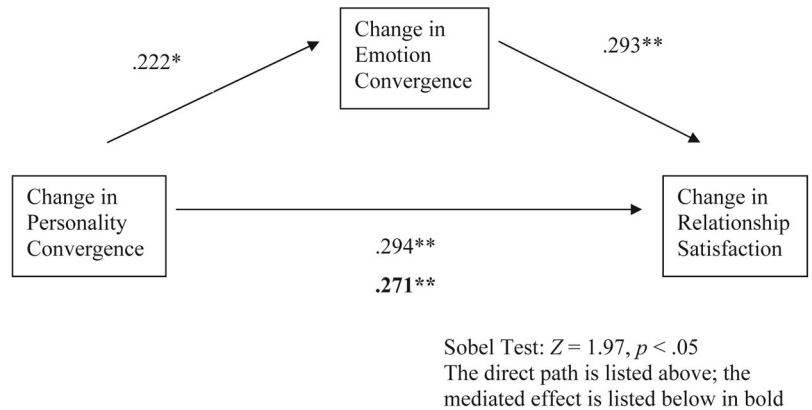 Change in
Emotion
Convergence
.222*
.293**
Change in
Personality
Convergence
Change in
Relationship
Satisfaction
.294**
.271**
Sobel Test: Z = 1.97, p < .05
The direct path is listed above; the
mediated effect is listed below in bold